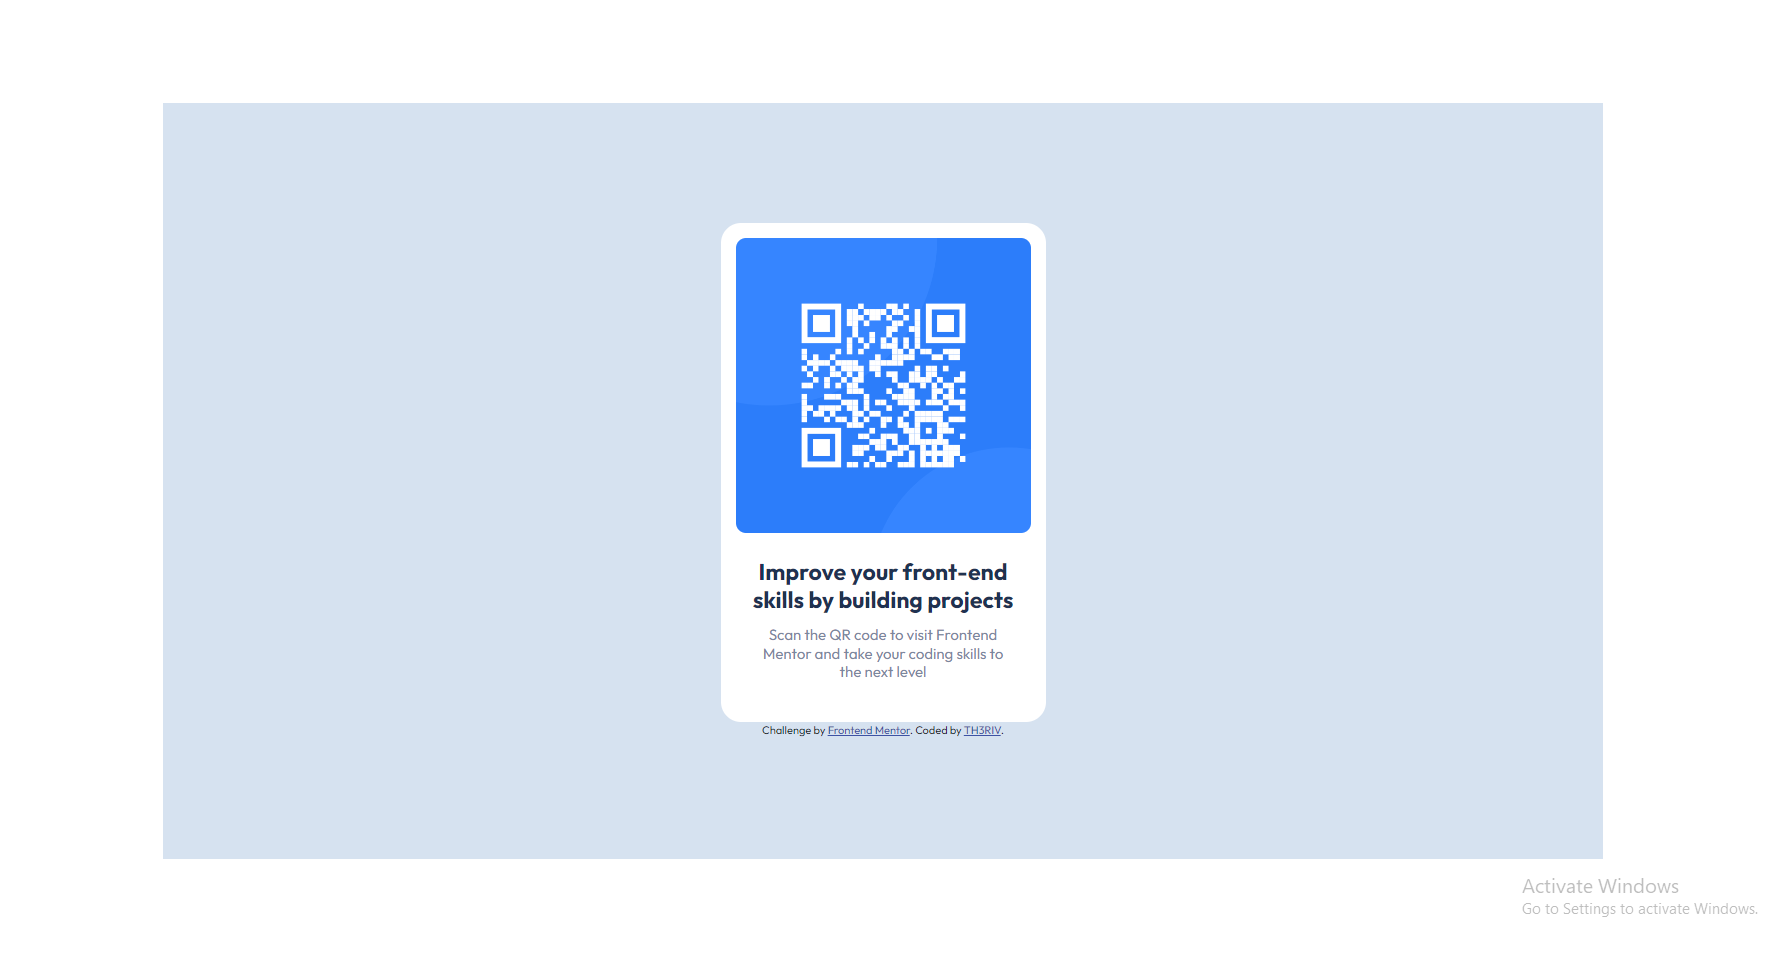 Improve your front-end
skills by building projects
Scan the QR code to visit Frontend
Mentor and take your coding skills to
the next level
Challenge by Frontend Mentor. Coded by TH3RIV.
Activate Windows
Go to Settings to activate Windows.